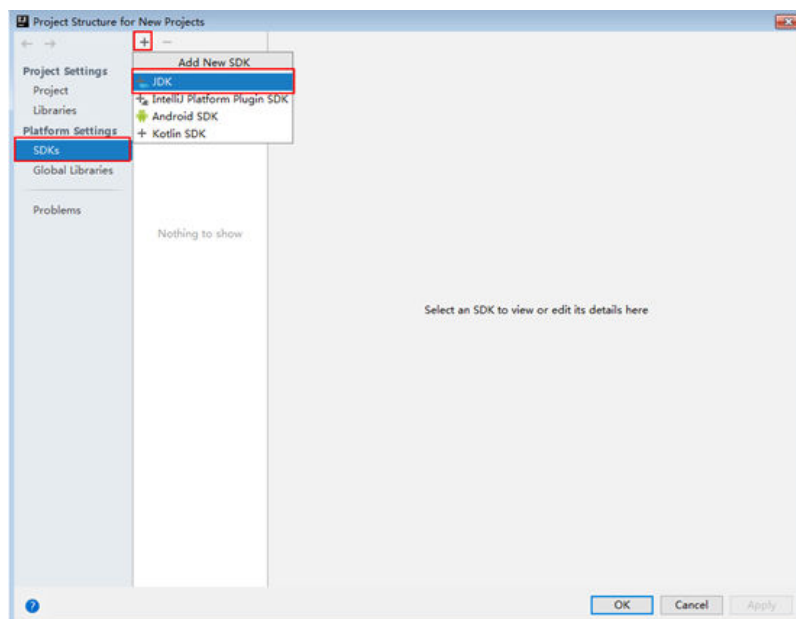 Project Structure for New Projects
Add New SDK
JDK
IntelliJ Platform Plugin SDK
Android SDK
Kotlin SDK
Project Settings
Project
Libraries
Platform Settings
SDKs
Global Libraries
Problems
Nothing to show
Select an SDK to view or edit its details here
?
OK
Cancel
Apply